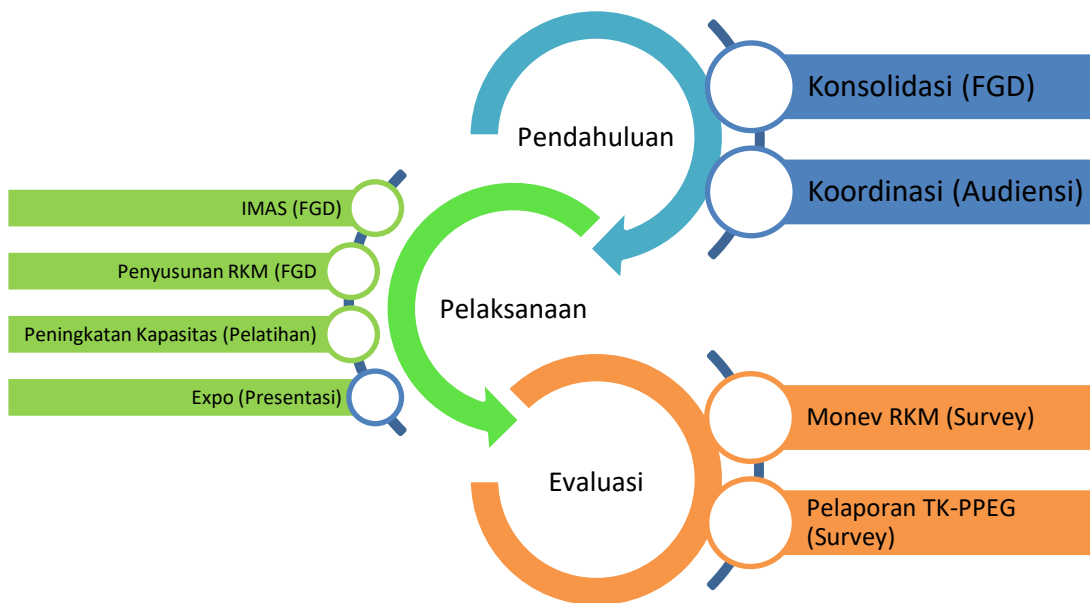 Pendahuluan
Konsolidasi (FGD)
Koordinasi (Audiensi)
Pelaksanaan
IMAS (FGD)
Penyusunan RKM (FGD
Peningkatan Kapasitas (Pelatihan)
Expo (Presentasi)
Evaluasi
Monev RKM (Survey)
Pelaporan TK-PPEG
(Survey)